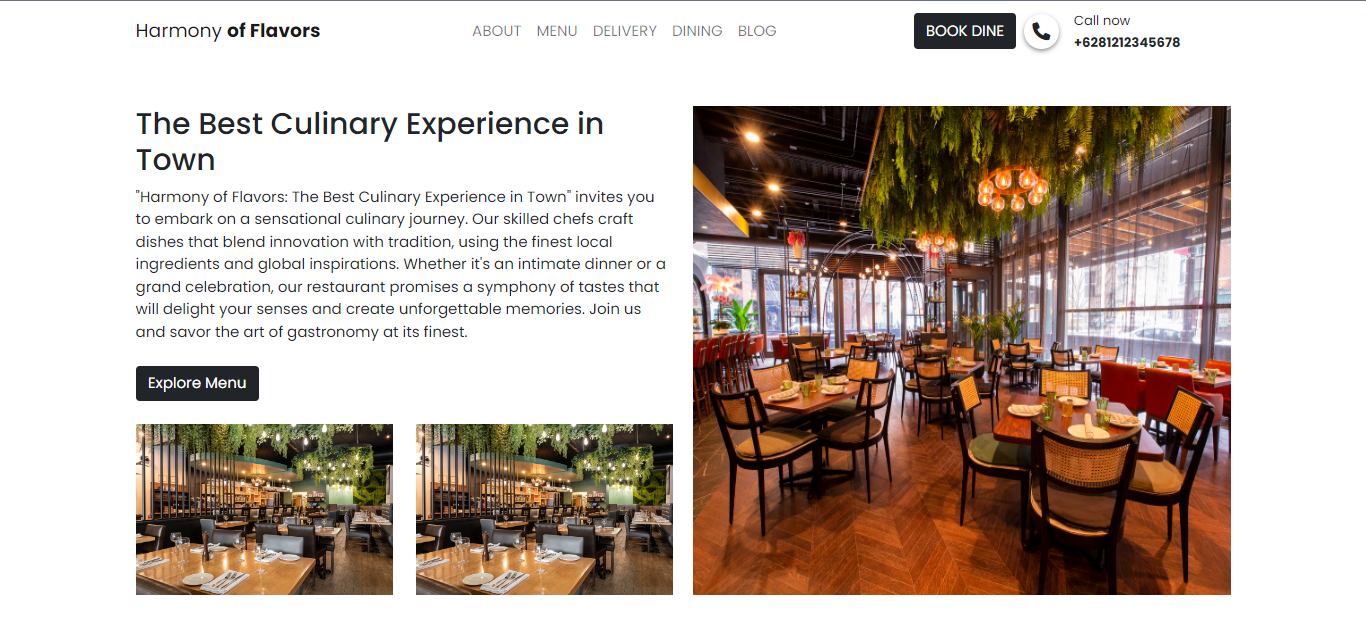 Harmony of Flavors
ABOUT MENU DELIVERY DINING BLOG
BOOK DINE
Call now
+6281212345678
The Best Culinary Experience in
Town
"Harmony of Flavors: The Best Culinary Experience in Town" invites you
to embark on a sensational culinary journey. Our skilled chefs craft
dishes that blend innovation with tradition, using the finest local
ingredients and global inspirations. Whether it's an intimate dinner or a
grand celebration, our restaurant promises a symphony of tastes that
will delight your senses and create unforgettable memories. Join us
and savor the art of gastronomy at its finest.
Explore Menu